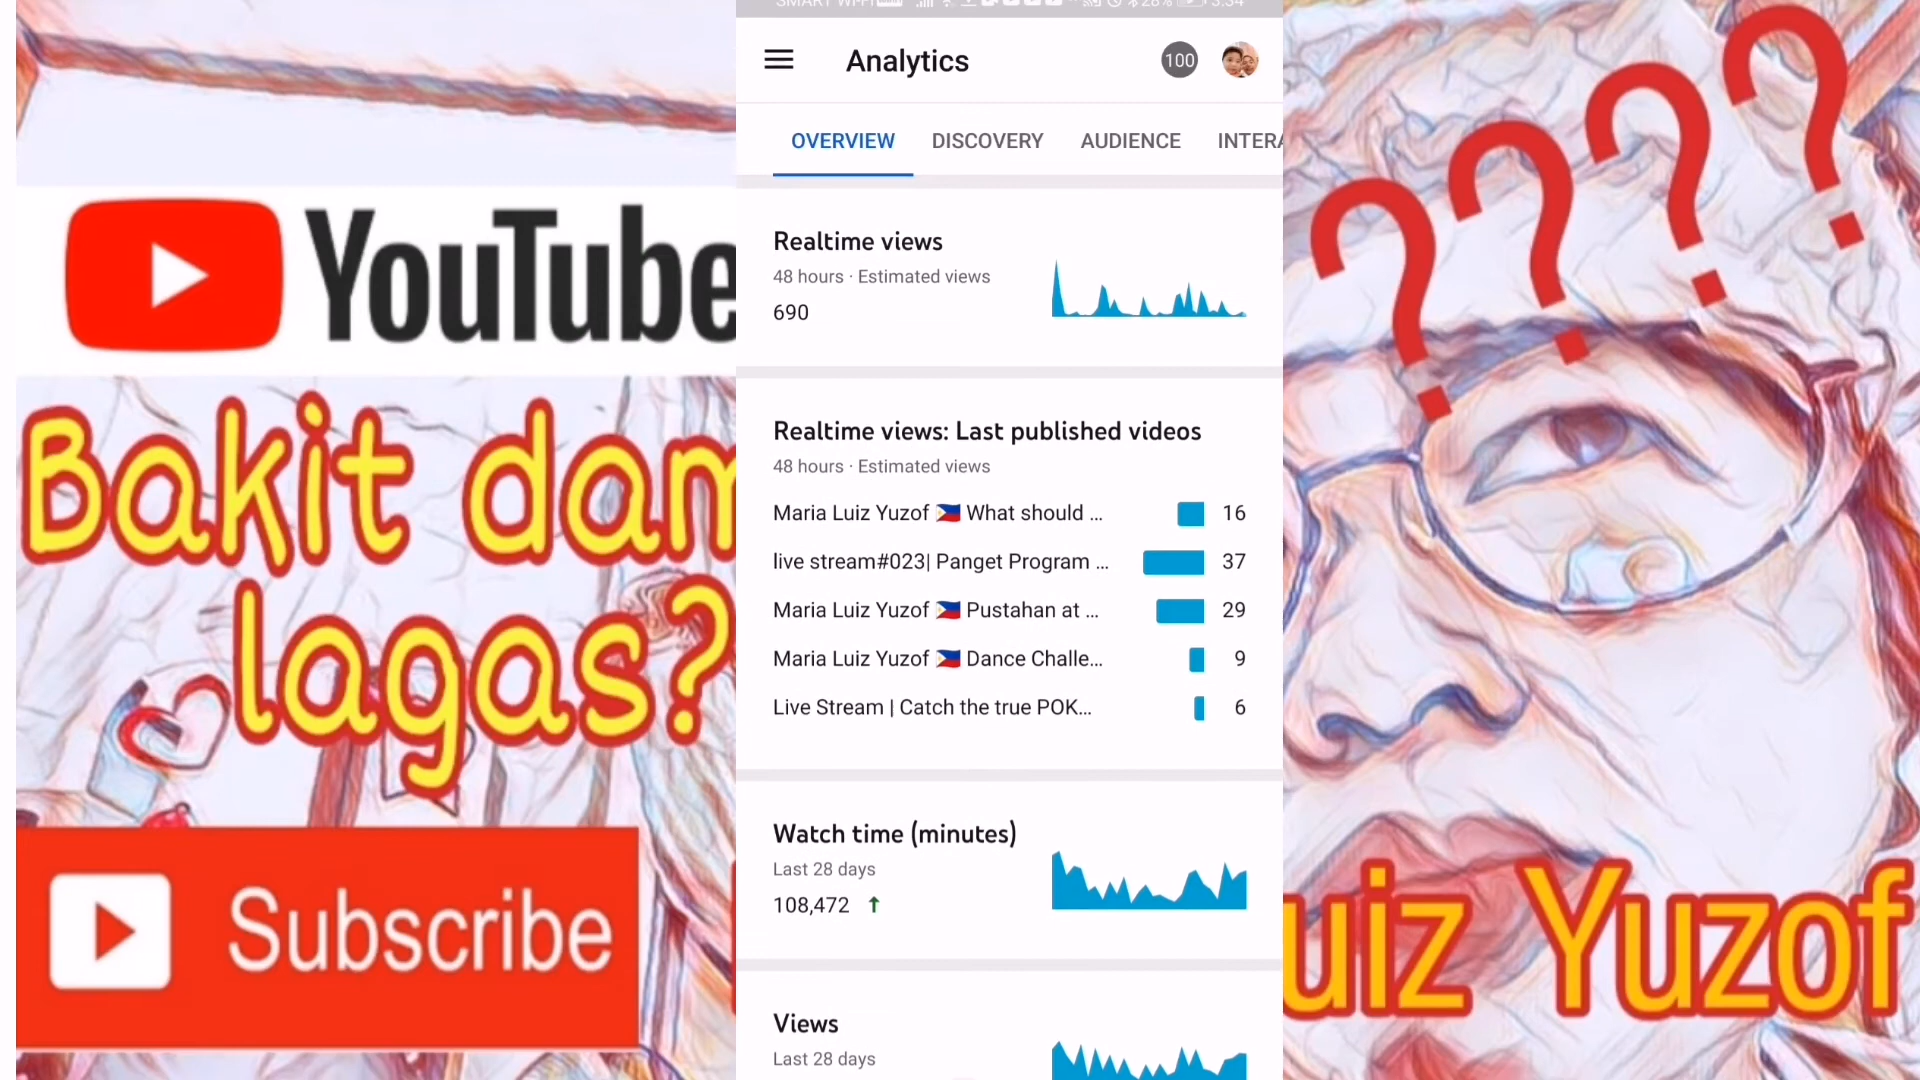 YouTube
Bakit dam
lagas?
Subscribe
Analytics
100
OVERVIEW DISCOVERY AUDIENCE INTERA
Realtime views
48 hours · Estimated views
690
Realtime views: Last published videos
48 hours · Estimated views
Maria Luiz Yuzof 🇵🇭 What should ... 16
live stream#023| Panget Program ... 37
Maria Luiz Yuzof 🇵🇭 Pustahan at ... 29
Maria Luiz Yuzof 🇵🇭 Dance Challe... 9
Live Stream | Catch the true POK... 6
Watch time (minutes)
Last 28 days
108,472 ↑
Views
Last 28 days
????
uiz Yuzof